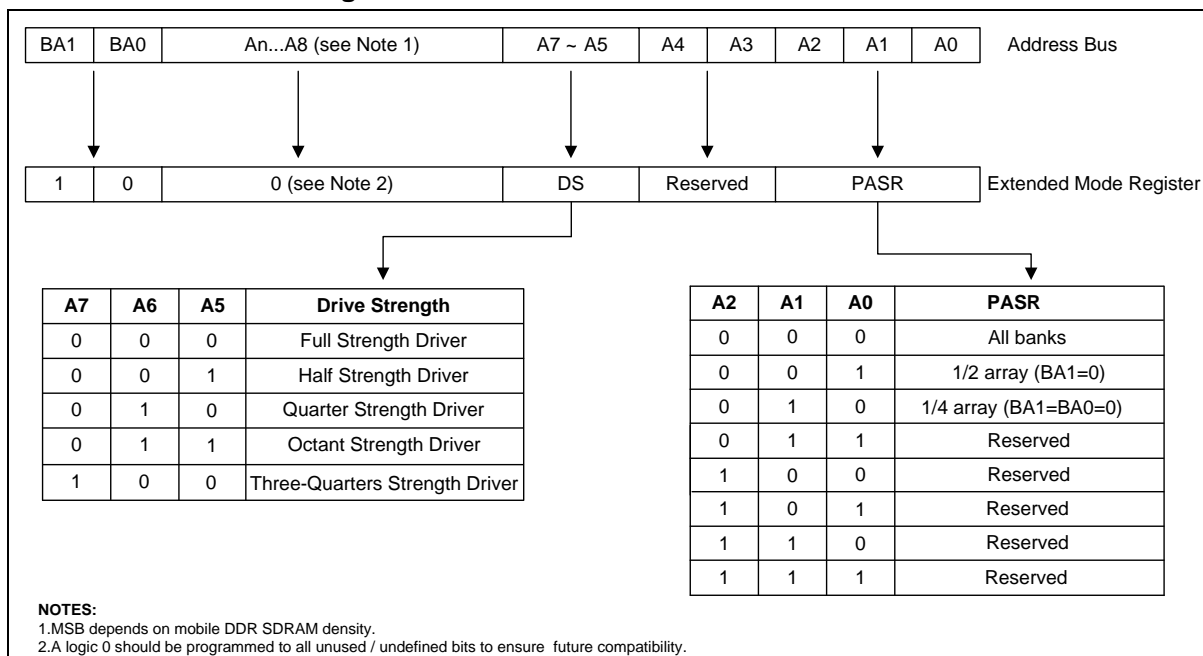 BA1 BA0 An...A8 (see Note 1) A7 ~ A5 A4 A3 A2 A1 A0 Address Bus
1 0 0 (see Note 2) DS Reserved PASR Extended Mode Register
A7 A6 A5 Drive Strength
0 0 0 Full Strength Driver
0 0 1 Half Strength Driver
0 1 0 Quarter Strength Driver
0 1 1 Octant Strength Driver
1 0 0 Three-Quarters Strength Driver
A2 A1 A0 PASR
0 0 0 All banks
0 0 1 1/2 array (BA1=0)
0 1 0 1/4 array (BA1=BA0=0)
0 1 1 Reserved
1 0 0 Reserved
1 0 1 Reserved
1 1 0 Reserved
1 1 1 Reserved
NOTES:
1.MSB depends on mobile DDR SDRAM density.
2.A logic 0 should be programmed to all unused / undefined bits to ensure future compatibility.